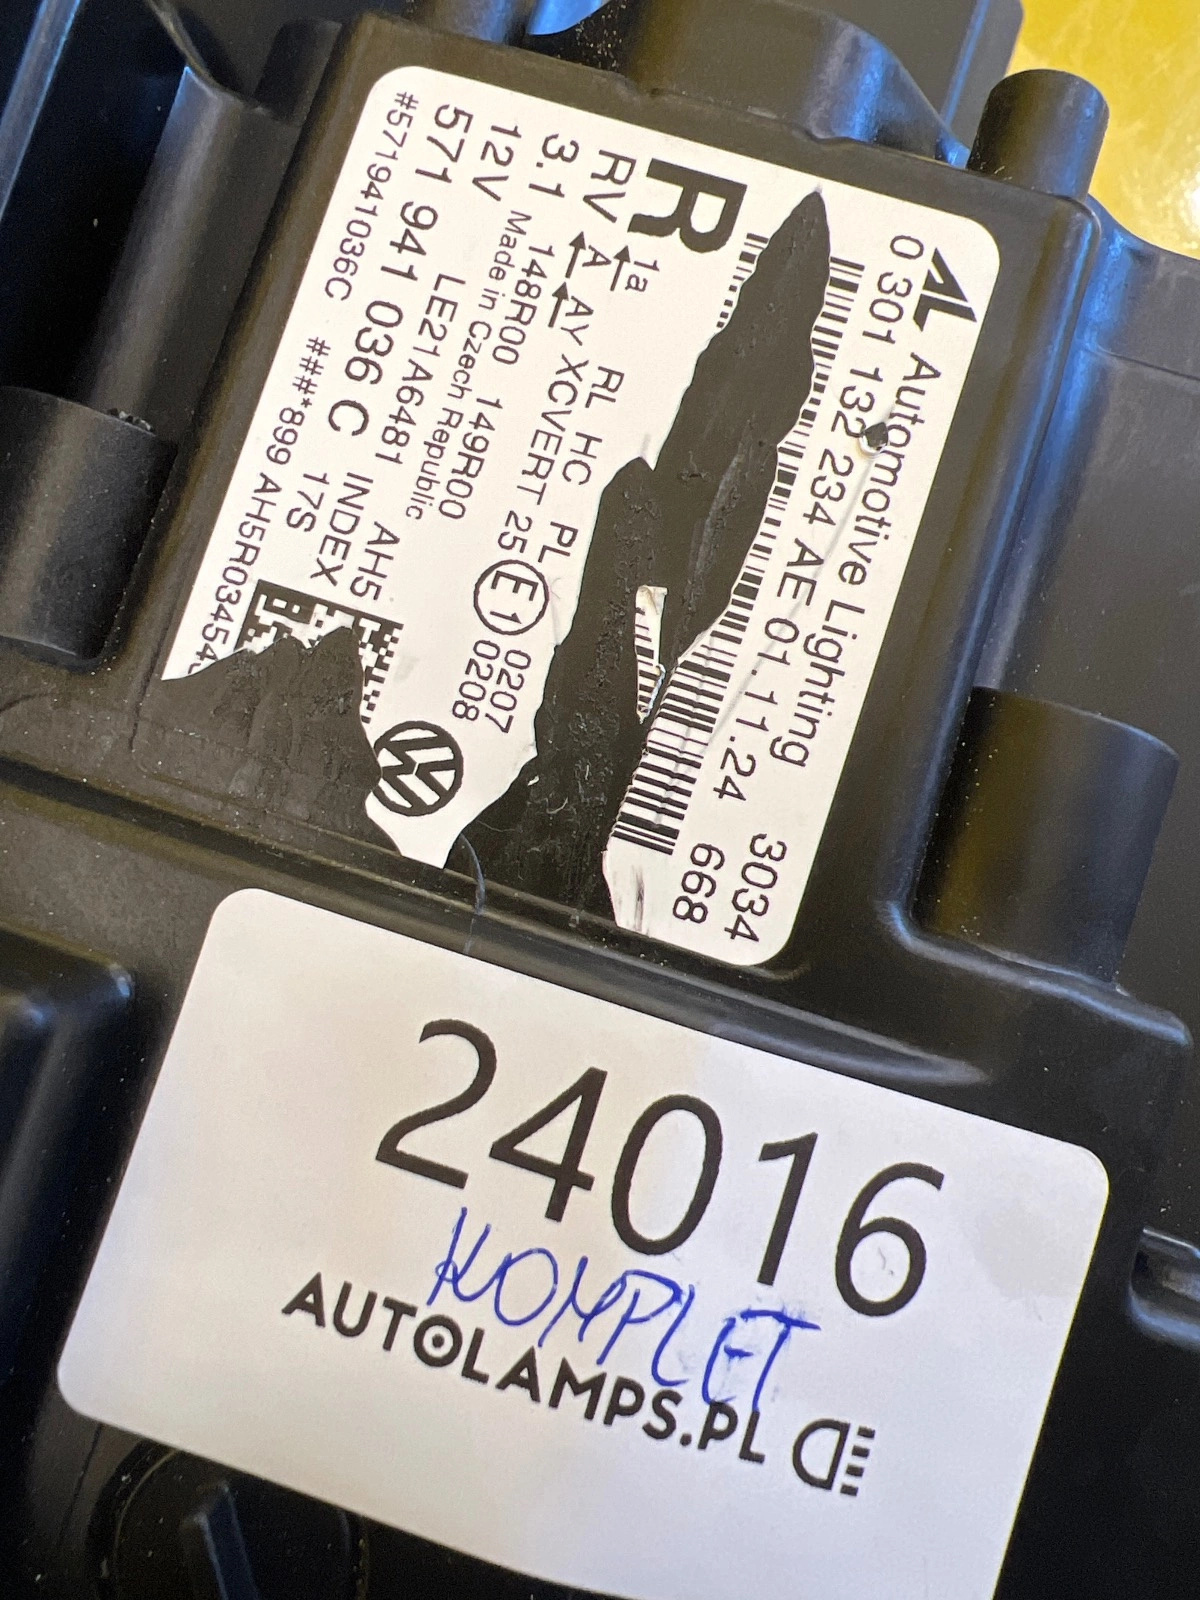 AL Automotive Lighting 3034
0 301 132 234 AE 01.11.24 668
R
1a RL HC PL
RV A AY XCVERT 25 E1 0207
3.1 148R00 149R00 0208
12V Made in Czech Republic
LE21A6481 AH5
571 941 036 C INDEX
17S
#571941036C ###*899 AH5R03454
24016
KOMPLET
AUTOLAMPS.PL